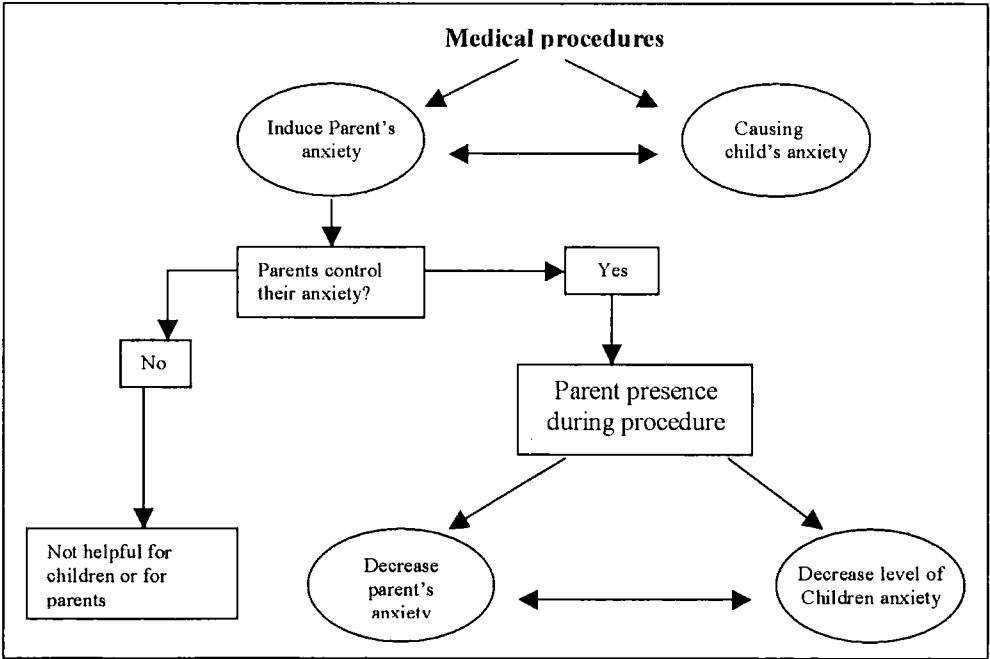 Medical procedures
Induce Parent's
anxiety
Causing
child's anxiety
Parents control
their anxiety?
Yes
No
Parent presence
during procedure
Not helpful for
children or for
parents
Decrease
parent's
anxiety
Decrease level of
Children anxiety